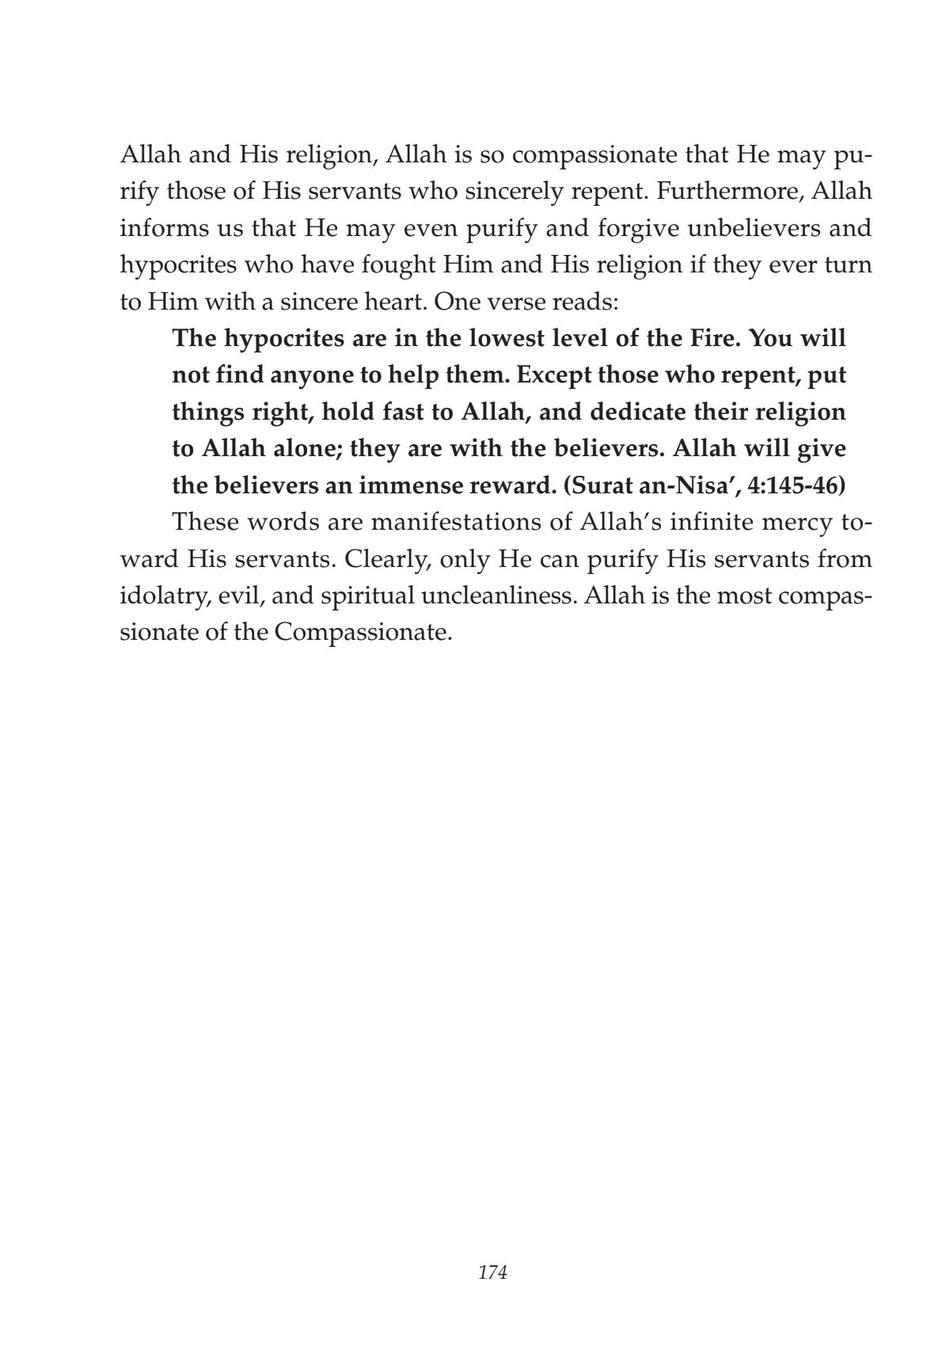 Allah and His religion, Allah is so compassionate that He may pu-
rify those of His servants who sincerely repent. Furthermore, Allah
informs us that He may even purify and forgive unbelievers and
hypocrites who have fought Him and His religion if they ever turn
to Him with a sincere heart. One verse reads:
The hypocrites are in the lowest level of the Fire. You will
not find anyone to help them. Except those who repent, put
things right, hold fast to Allah, and dedicate their religion
to Allah alone; they are with the believers. Allah will give
the believers an immense reward. (Surat an-Nisa’, 4:145-46)
These words are manifestations of Allah’s infinite mercy to-
ward His servants. Clearly, only He can purify His servants from
idolatry, evil, and spiritual uncleanliness. Allah is the most compas-
sionate of the Compassionate.
174